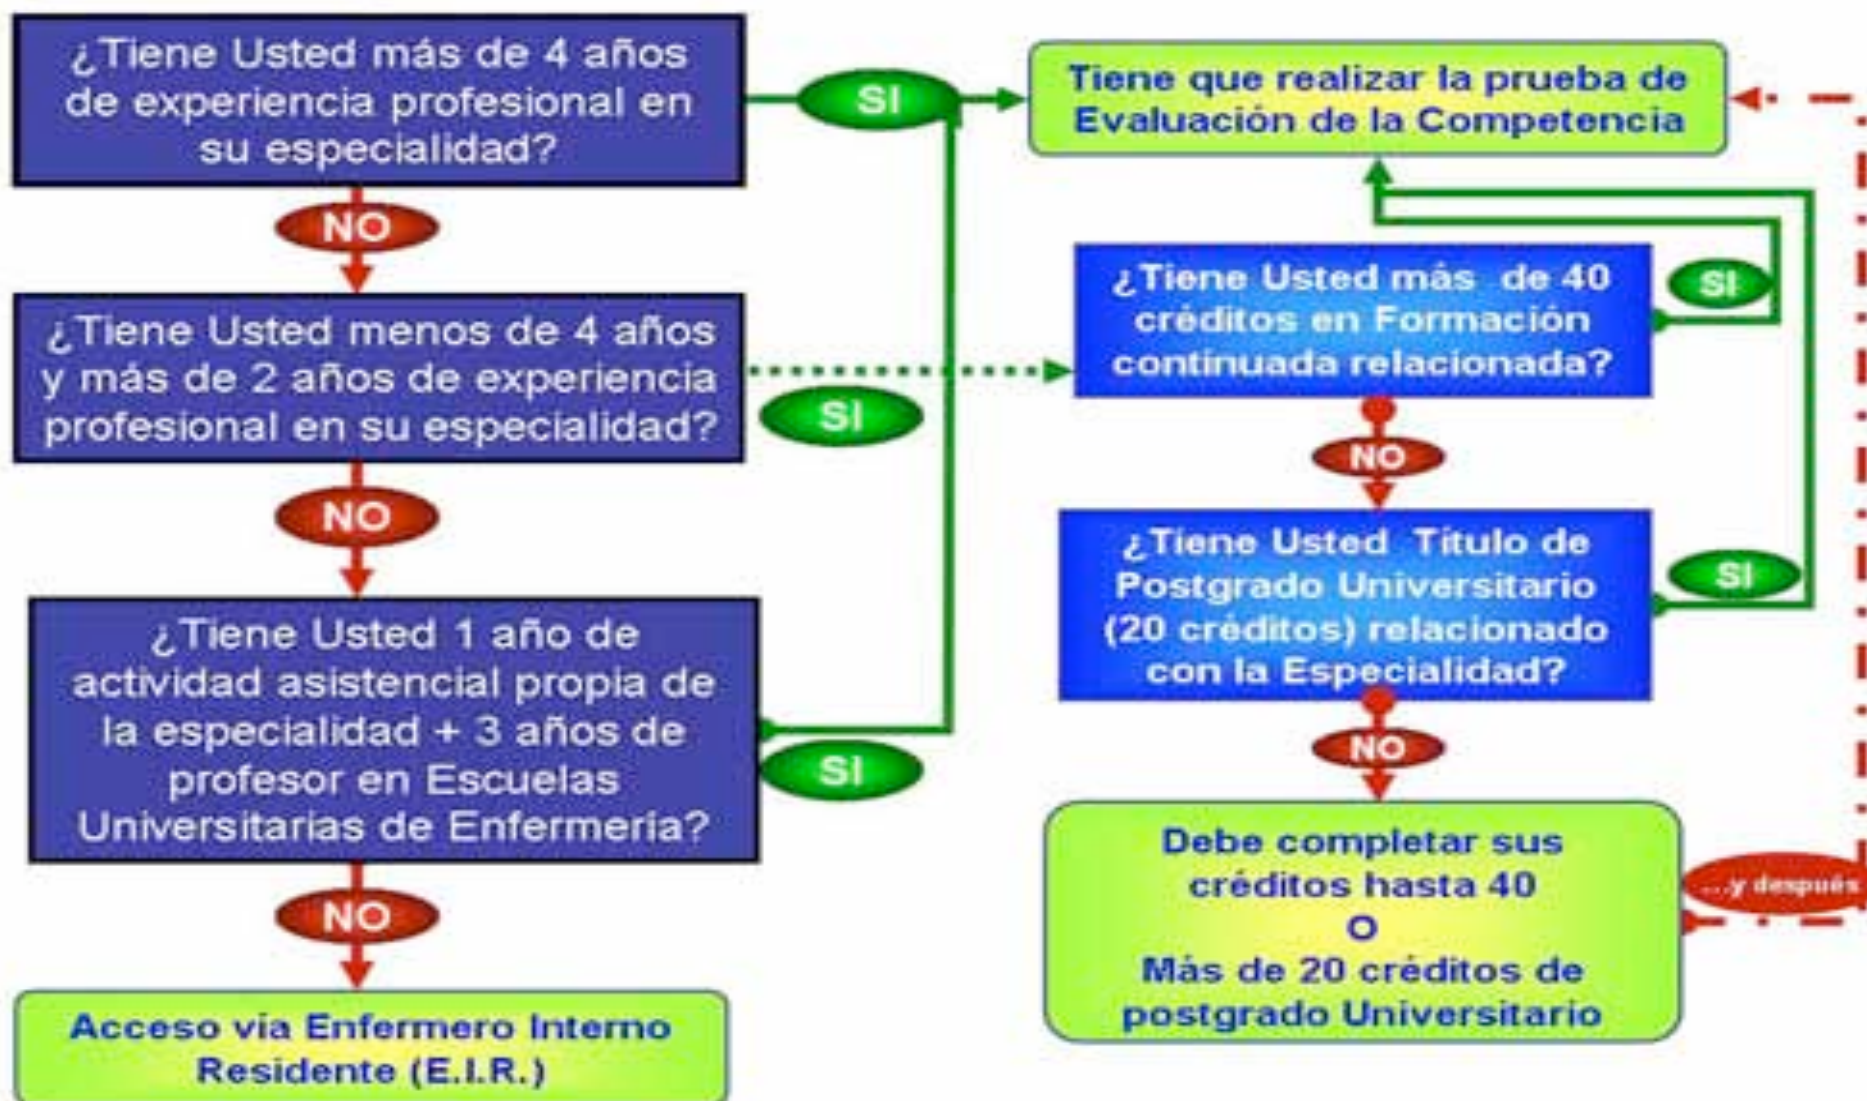 ¿Tiene Usted más de 4 años
de experiencia profesional en
su especialidad?
SI
Tiene que realizar la prueba de
Evaluación de la Competencia
NO
¿Tiene Usted menos de 4 años
y más de 2 años de experiencia
profesional en su especialidad?
SI
¿Tiene Usted más de 40
créditos en Formación
continuada relacionada?
SI
NO
NO
¿Tiene Usted Título de
Postgrado Universitario
(20 créditos) relacionado
con la Especialidad?
SI
¿Tiene Usted 1 año de
actividad asistencial propia de
la especialidad + 3 años de
profesor en Escuelas
Universitarias de Enfermería?
SI
NO
NO
Debe completar sus
créditos hasta 40
O
Más de 20 créditos de
postgrado Universitario
...y después
Acceso vía Enfermero Interno
Residente (E.I.R.)